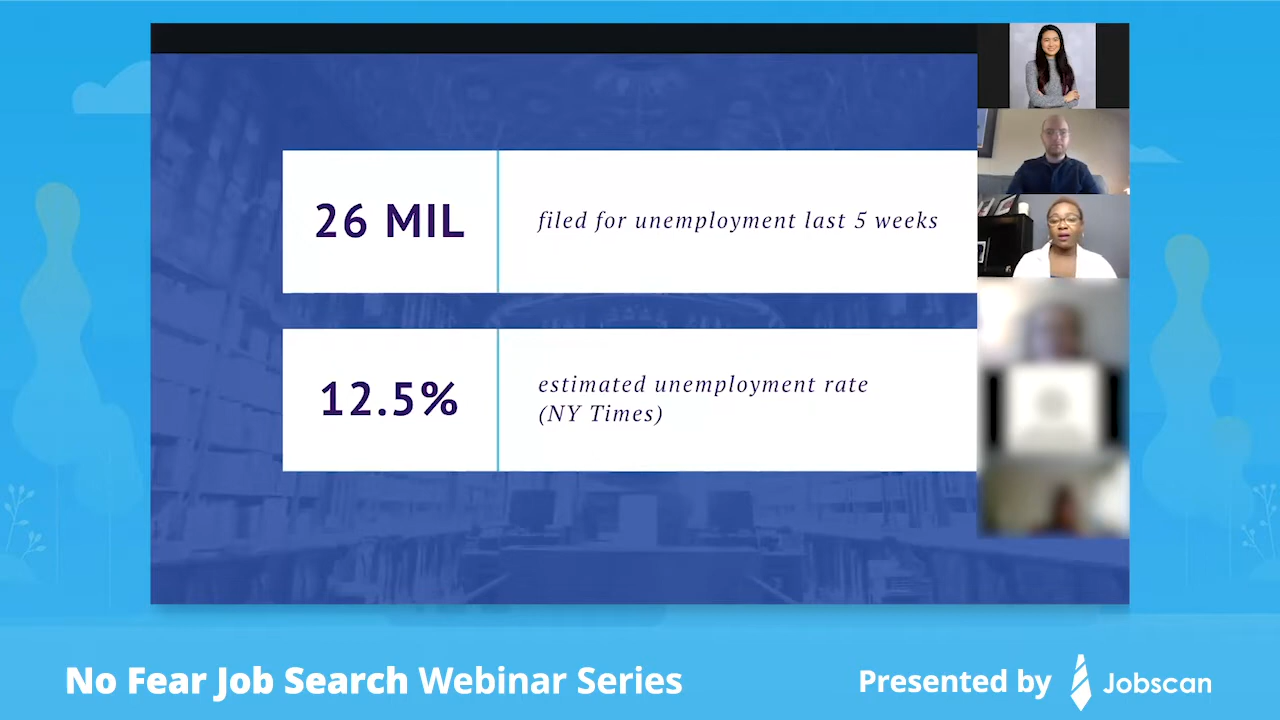 26 MIL
filed for unemployment last 5 weeks
12.5%
estimated unemployment rate
(NY Times)
No Fear Job Search Webinar Series
Presented by Jobscan